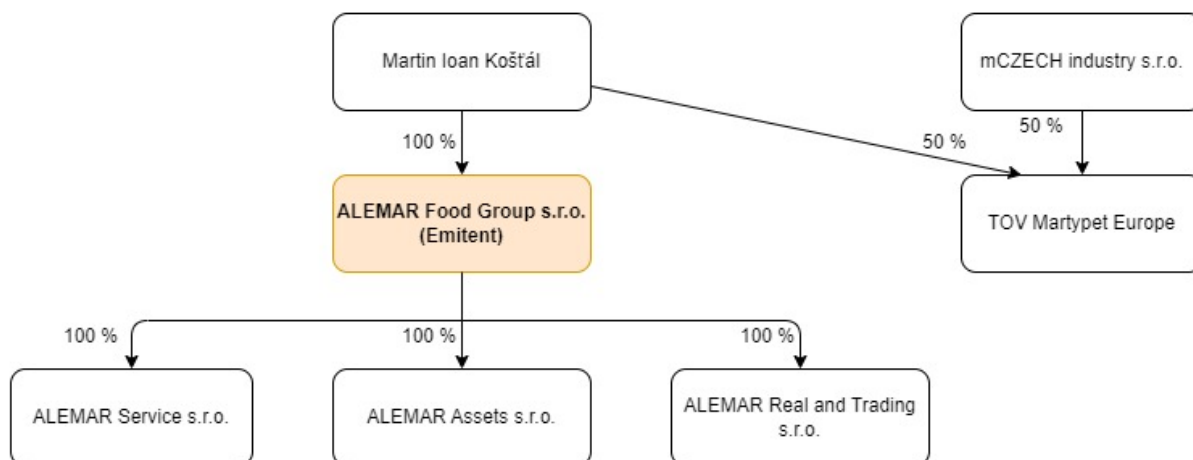 Martin Ioan Košťál
mCZECH industry s.r.o.
100 %
50 %
50 %
ALEMAR Food Group s.r.o.
(Emitent)
TOV Martypet Europe
100 %
100 %
100 %
ALEMAR Service s.r.o.
ALEMAR Assets s.r.o.
ALEMAR Real and Trading
s.r.o.